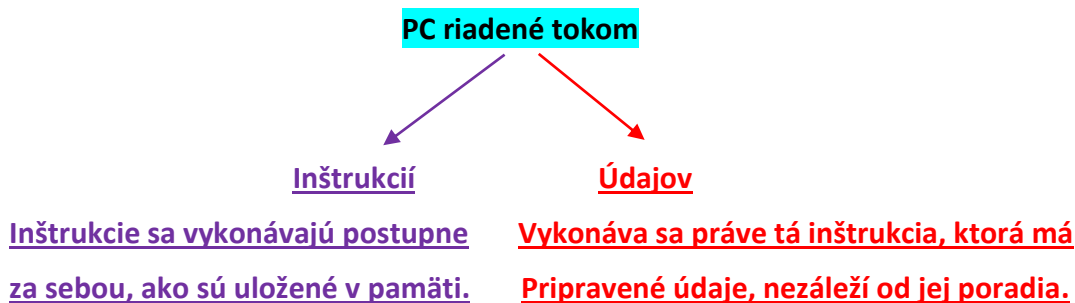 PC riadené tokom
Inštrukcií
Údajov
Inštrukcie sa vykonávajú postupne
za sebou, ako sú uložené v pamäti.
Vykonáva sa práve tá inštrukcia, ktorá má
Pripravené údaje, nezáleží od jej poradia.